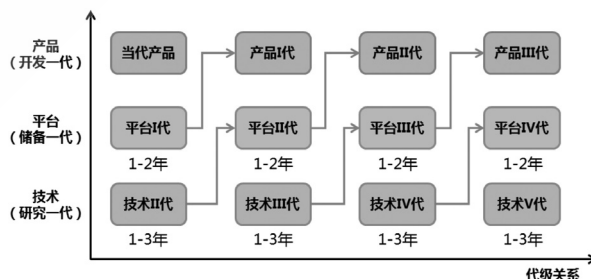 产品
（开发一代）
当代产品
产品I代
产品II代
产品III代
平台
（储备一代）
平台I代
平台II代
平台III代
平台IV代
1-2年
1-2年
1-2年
1-2年
技术
（研究一代）
技术II代
技术III代
技术IV代
技术V代
1-3年
1-3年
1-3年
1-3年
代级关系